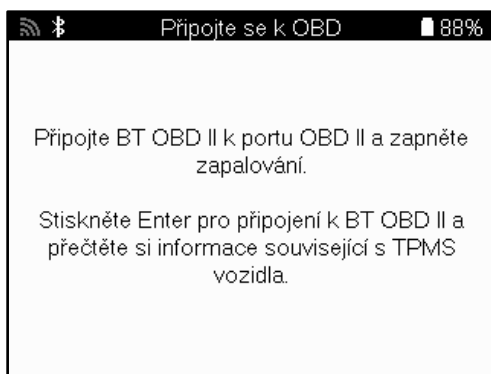 Připojte se k OBD 88%
Připojte BT OBD II k portu OBD II a zapněte
zapalování.
Stiskněte Enter pro připojení k BT OBD II a
přečtěte si informace související s TPMS
vozidla.